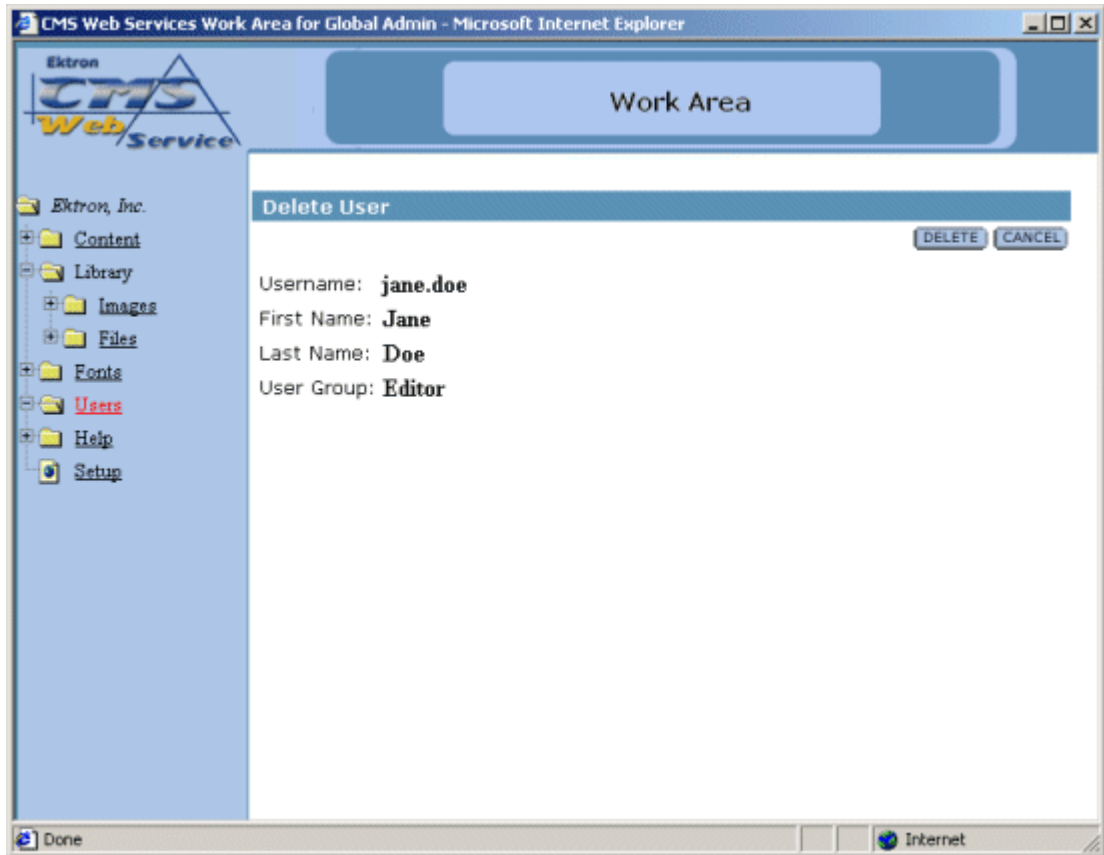 CMS Web Services Work Area for Global Admin - Microsoft Internet Explorer
Ektron
CMS
Web
Service
Work Area
Ektron, Inc.
Content
Library
Images
Files
Fonts
Users
Help
Setup
Delete User
DELETE CANCEL
Username: jane.doe
First Name: Jane
Last Name: Doe
User Group: Editor
Done
Internet